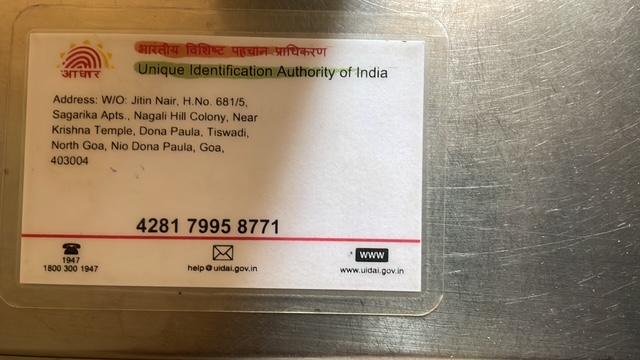 भारतीय विशिष्ट पहचान प्राधिकरण
आधार
Unique Identification Authority of India
Address: W/O: Jitin Nair, H.No. 681/5,
Sagarika Apts., Nagali Hill Colony, Near
Krishna Temple, Dona Paula, Tiswadi,
North Goa, Nio Dona Paula, Goa,
403004
4281 7995 8771
1947
1800 300 1947
help@uidai.gov.in
WWW
www.uidai.gov.in